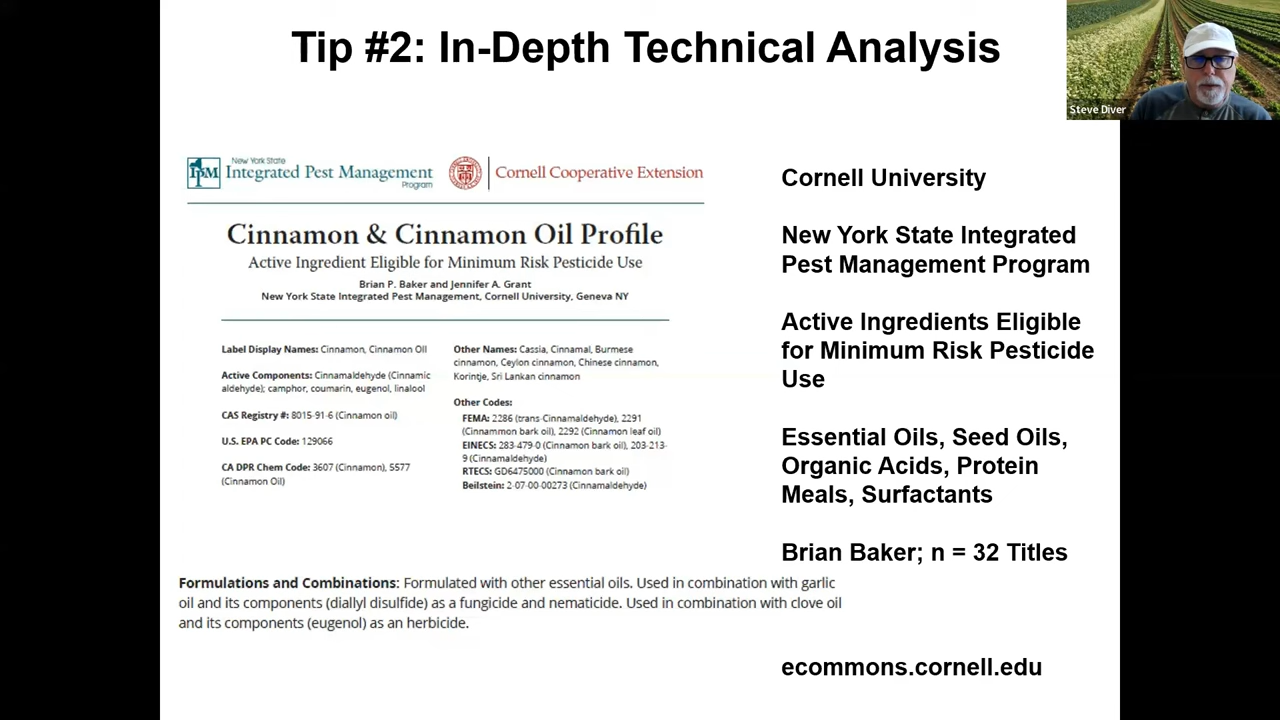 Tip #2: In-Depth Technical Analysis
Steve Diver
New York State
Integrated Pest Management
Program
IPM
Cornell Cooperative Extension
Cinnamon & Cinnamon Oil Profile
Active Ingredient Eligible for Minimum Risk Pesticide Use
Brian P. Baker and Jennifer A. Grant
New York State Integrated Pest Management, Cornell University, Geneva NY
Label Display Names: Cinnamon, Cinnamon Oil
Active Components: Cinnamaldehyde (Cinnamic
aldehyde); camphor, coumarin, eugenol, linalool
CAS Registry #: 8015-91-6 (Cinnamon oil)
U.S. EPA PC Code: 129066
CA DPR Chem Code: 3607 (Cinnamon), 5577
(Cinnamon Oil)
Other Names: Cassia, Cinnamal, Burmese
cinnamon, Ceylon cinnamon, Chinese cinnamon,
Korintje, Sri Lankan cinnamon
Other Codes:
FEMA: 2286 (trans-Cinnamaldehyde), 2291
(Cinnammon bark oil), 2292 (Cinnamon leaf oil)
EINECS: 283-479-0 (Cinnamon bark oil), 203-213-
9 (Cinnamaldehyde)
RTECS: GD6475000 (Cinnamon bark oil)
Beilstein: 2-07-00-00273 (Cinnamaldehyde)
Formulations and Combinations: Formulated with other essential oils. Used in combination with garlic
oil and its components (diallyl disulfide) as a fungicide and nematicide. Used in combination with clove oil
and its components (eugenol) as an herbicide.
Cornell University
New York State Integrated
Pest Management Program
Active Ingredients Eligible
for Minimum Risk Pesticide
Use
Essential Oils, Seed Oils,
Organic Acids, Protein
Meals, Surfactants
Brian Baker; n = 32 Titles
ecommons.cornell.edu